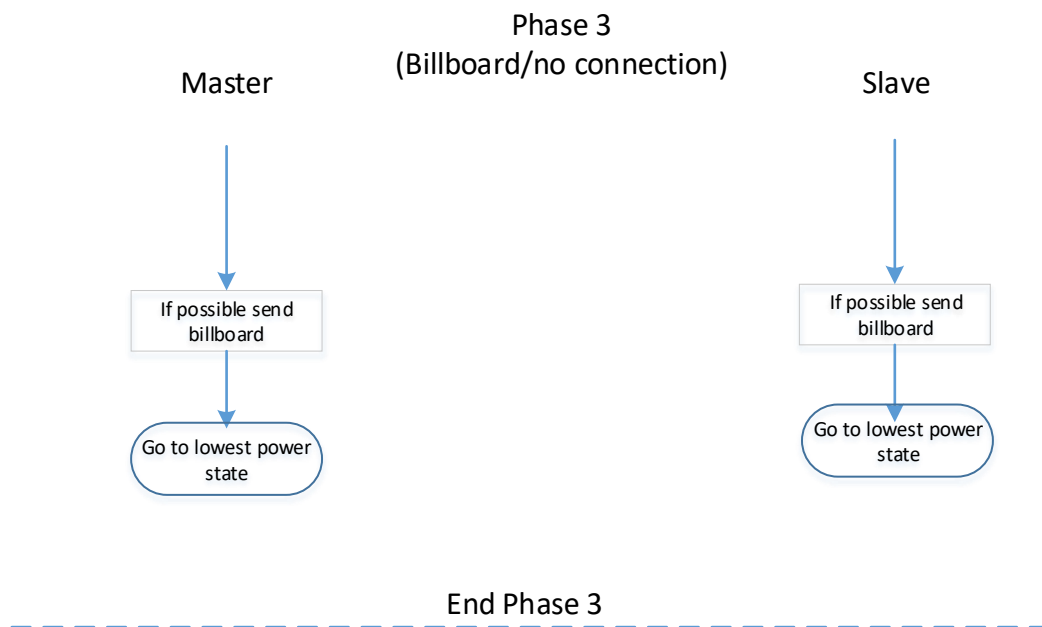 Phase 3
(Billboard/no connection)
Master
Slave
If possible send
billboard
If possible send
billboard
Go to lowest power
state
Go to lowest power
state
End Phase 3